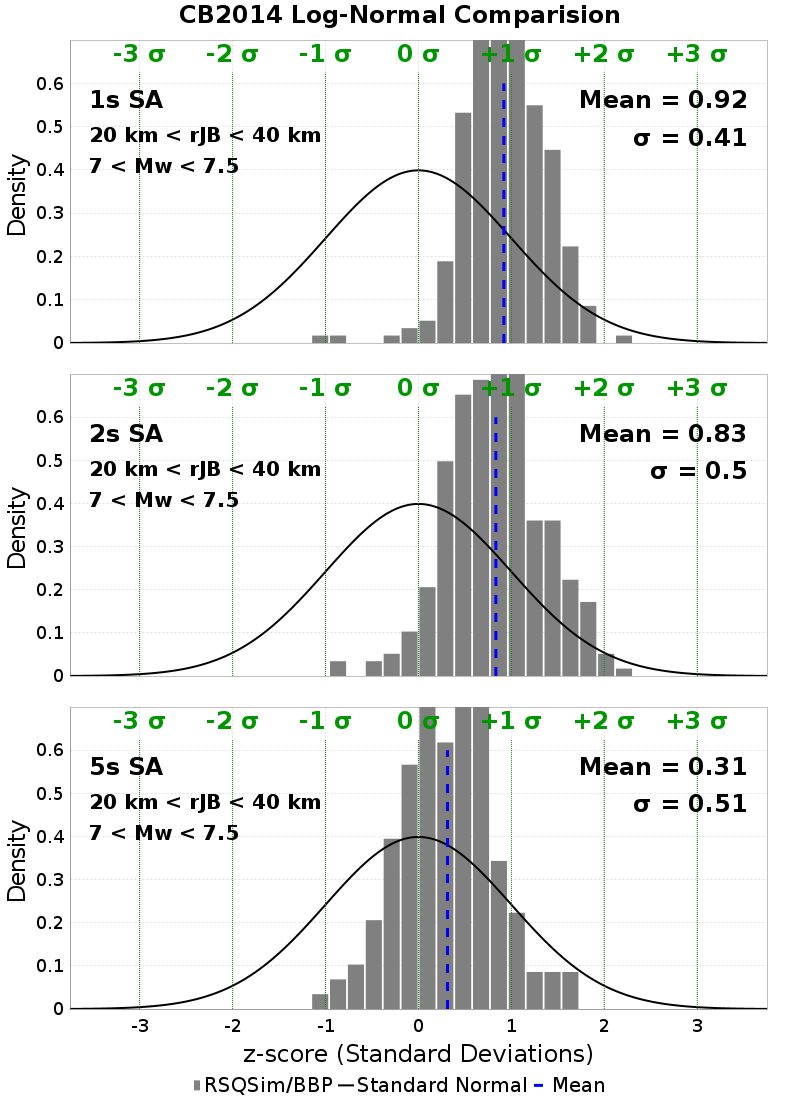 CB2014 Log-Normal Comparision
-3 σ -2 σ -1 σ 0 σ +1 σ +2 σ +3 σ
0.6
1s SA Mean = 0.92
0.5
20 km < rJB < 40 km σ = 0.41
0.4
7 < Mw < 7.5
Density
0.3
0.2
0.1
0
-3 σ -2 σ -1 σ 0 σ +1 σ +2 σ +3 σ
0.6
2s SA Mean = 0.83
0.5
20 km < rJB < 40 km σ = 0.5
0.4
7 < Mw < 7.5
Density
0.3
0.2
0.1
0
-3 σ -2 σ -1 σ 0 σ +1 σ +2 σ +3 σ
0.6
5s SA Mean = 0.31
0.5
20 km < rJB < 40 km σ = 0.51
0.4
7 < Mw < 7.5
Density
0.3
0.2
0.1
0
-3 -2 -1 0 1 2 3
z-score (Standard Deviations)
RSQSim/BBP Standard Normal Mean